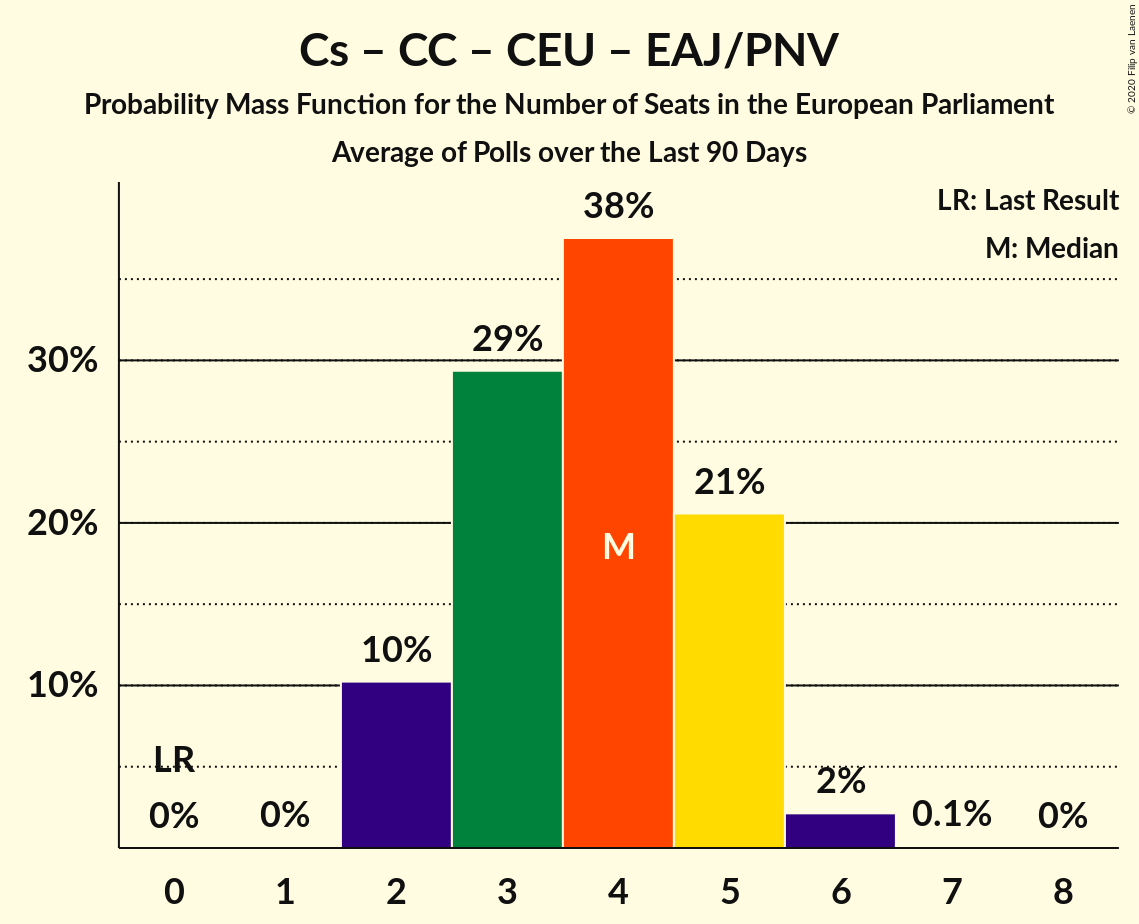 Cs – CC – CEU – EAJ/PNV
Probability Mass Function for the Number of Seats in the European Parliament
Average of Polls over the Last 90 Days
© 2020 Filip van Laenen
LR: Last Result
M: Median
38%
29%
30%
21%
20%
M
10%
10%
LR
2%
0%
0%
0.1%
0%
0 1 2 3 4 5 6 7 8